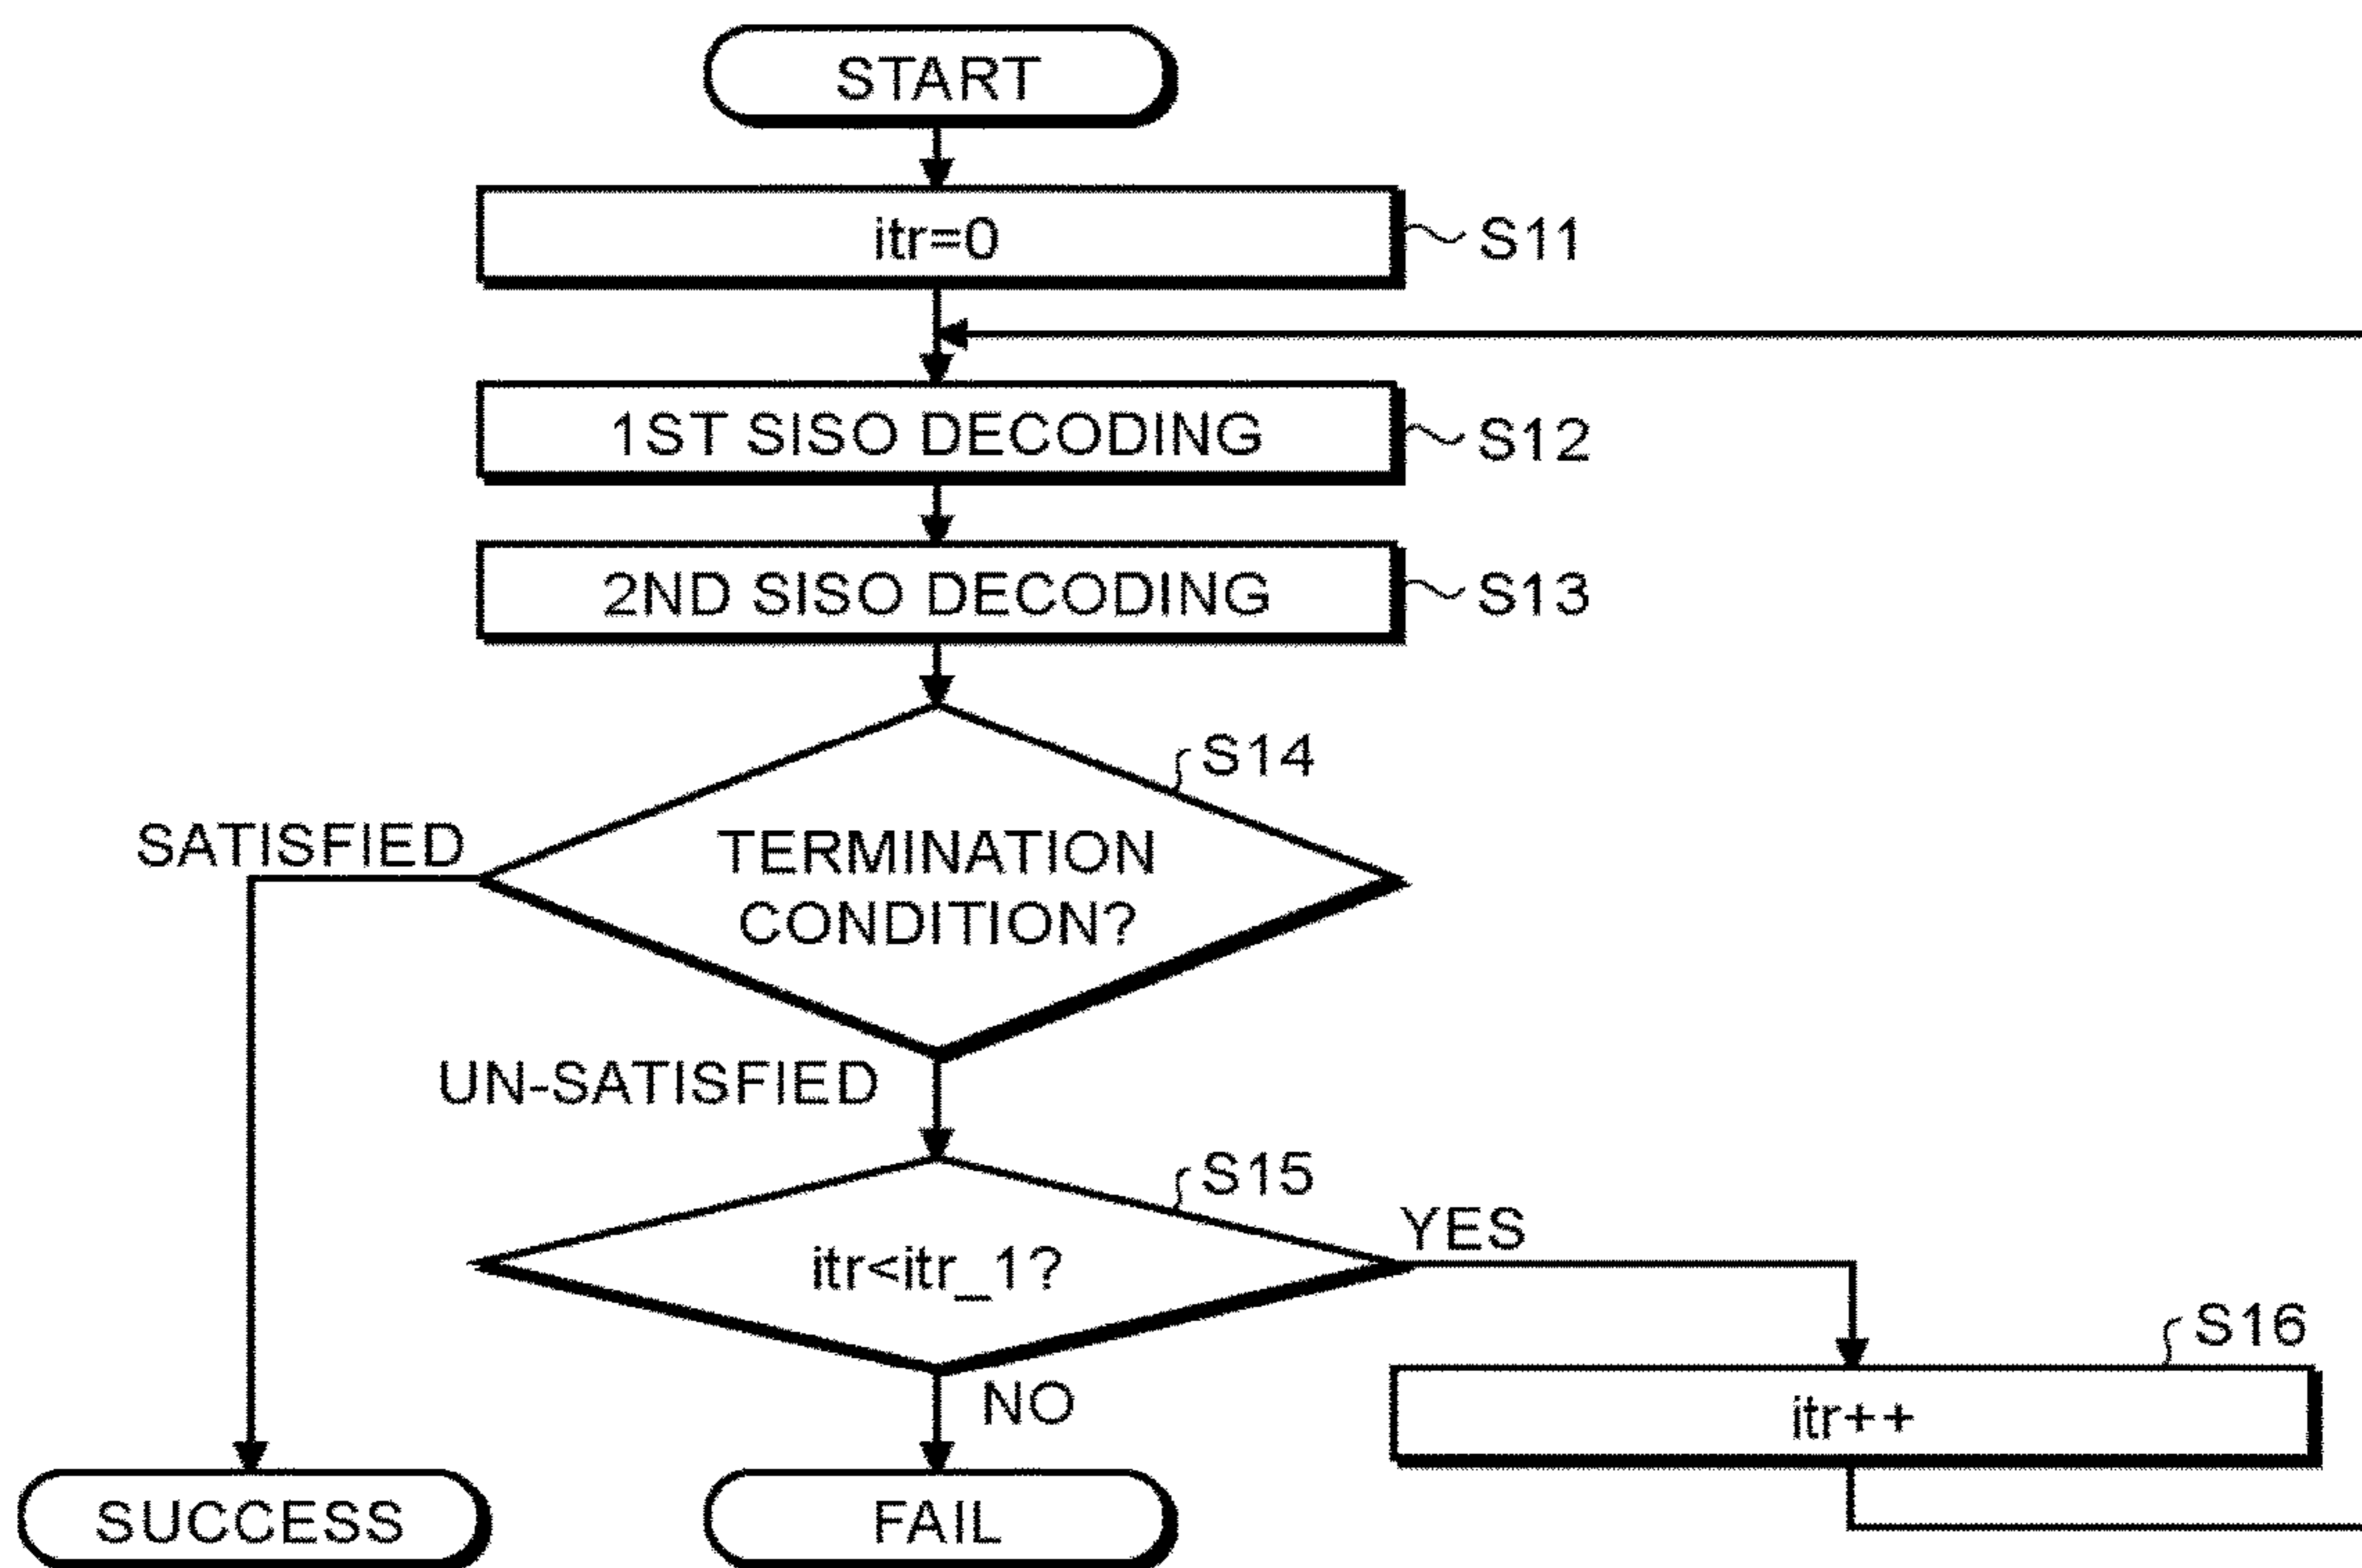 START
itr=0
S11
1ST SISO DECODING
S12
2ND SISO DECODING
S13
S14
SATISFIED
TERMINATION
CONDITION?
UN-SATISFIED
S15
YES
itr<itr_1?
S16
NO
itr++
SUCCESS
FAIL